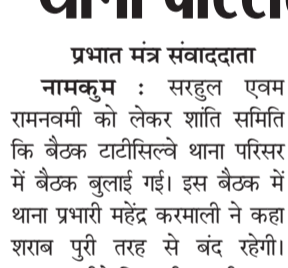 थाना
प्रभात मंत्र संवाददाता
नामकुम : सरहुल एवम
रामनवमी को लेकर शांति समिति
कि बैठक टाटीसिल्वे थाना परिसर
में बैठक बुलाई गई। इस बैठक में
थाना प्रभारी महेंद्र करमाली ने कहा
शराब पुरी तरह से बंद रहेगी।